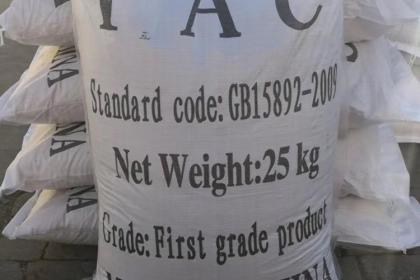 PAC
Standard code:GB15892-2009
Net Weight:25 kg
Grade:First grade product